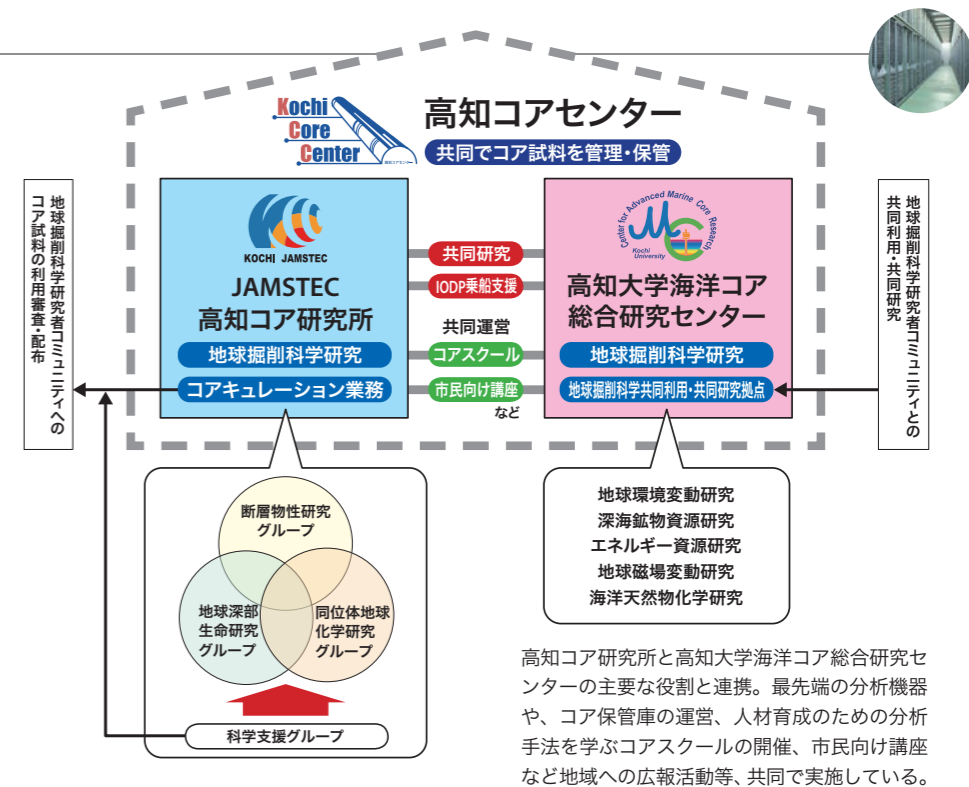 Kochi
Core
Center
高知コアセンター
共同でコア試料を管理・保管
地球掘削科学研究者コミュニティへの
コア試料の利用審査・配布
KOCHI JAMSTEC
JAMSTEC
高知コア研究所
地球掘削科学研究
コアキュレーション業務
共同研究
IODP乗船支援
共同運営
コアスクール
市民向け講座
など
Center for Advanced Marine Core Research
Kochi
University
高知大学海洋コア
総合研究センター
地球掘削科学研究
地球掘削科学共同利用・共同研究拠点
地球掘削科学研究者コミュニティとの
共同利用・共同研究
断層物性研究
グループ
地球深部
生命研究
グループ
同位体地球
化学研究
グループ
科学支援グループ
地球環境変動研究
深海鉱物資源研究
エネルギー資源研究
地球磁場変動研究
海洋天然物化学研究
高知コア研究所と高知大学海洋コア総合研究セ
ンターの主要な役割と連携。最先端の分析機器
や、コア保管庫の運営、人材育成のための分析
手法を学ぶコアスクールの開催、市民向け講座
など地域への広報活動等、共同で実施している。